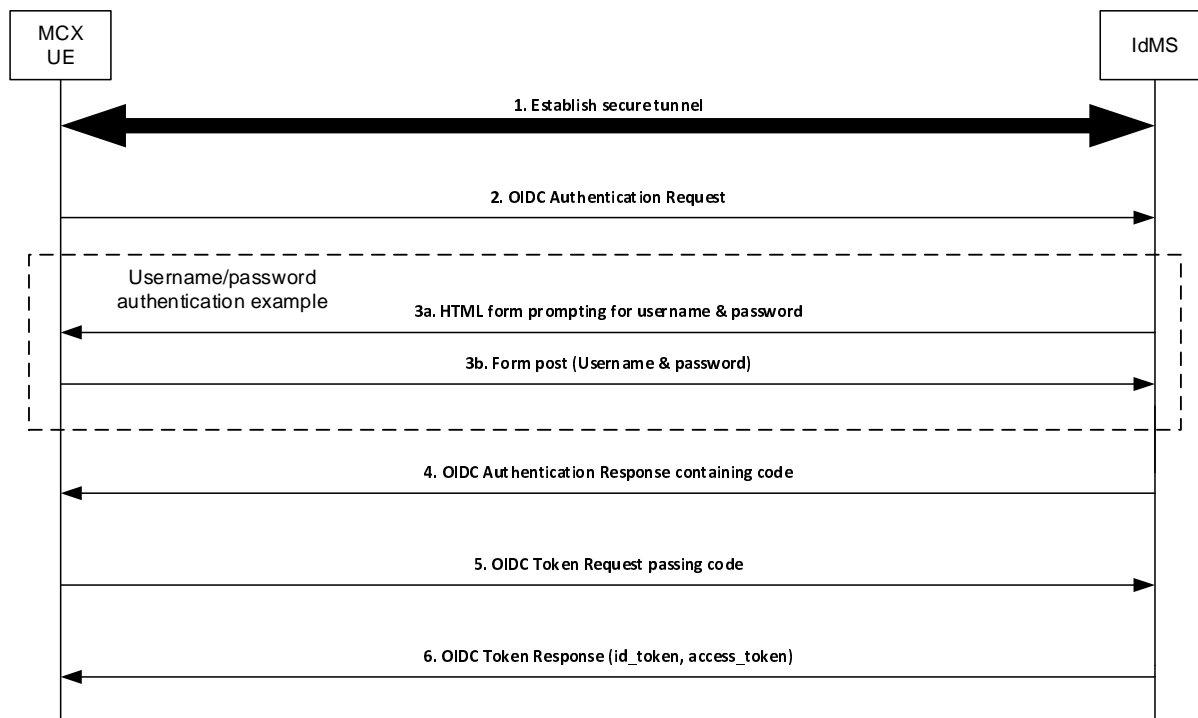 MCX
UE
IdMS
1. Establish secure tunnel
2. OIDC Authentication Request
Username/password
authentication example
3a. HTML form prompting for username & password
3b. Form post (Username & password)
4. OIDC Authentication Response containing code
5. OIDC Token Request passing code
6. OIDC Token Response (id_token, access_token)